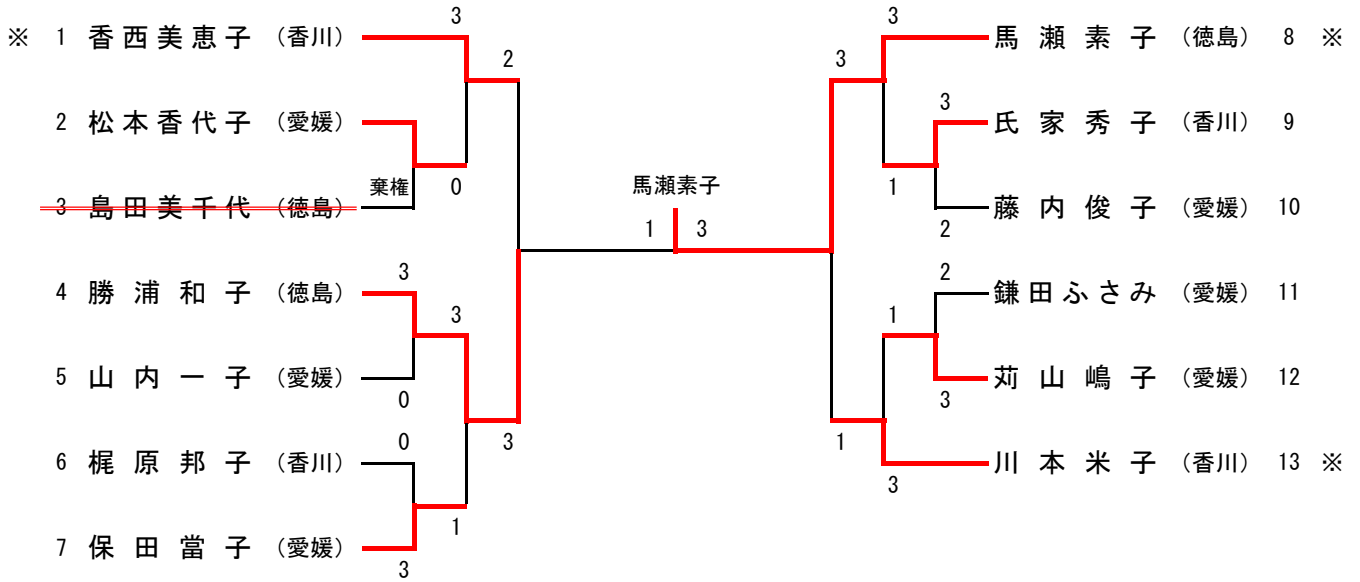 3
※ 1 香西美恵子 (香川)
2
2 松本香代子 (愛媛)
棄権 0
3 島田美千代 (徳島)
3
4 勝浦和子 (徳島)
3
5 山内一子 (愛媛)
0
0
3
6 梶原邦子 (香川)
1
7 保田當子 (愛媛)
3
馬瀬素子
1 3
3
馬瀬素子 (徳島) 8 ※
3
3
氏家秀子 (香川) 9
1
藤内俊子 (愛媛) 10
2
2
鎌田ふさみ (愛媛) 11
1
苅山嶋子 (愛媛) 12
3
1
川本米子 (香川) 13 ※
3